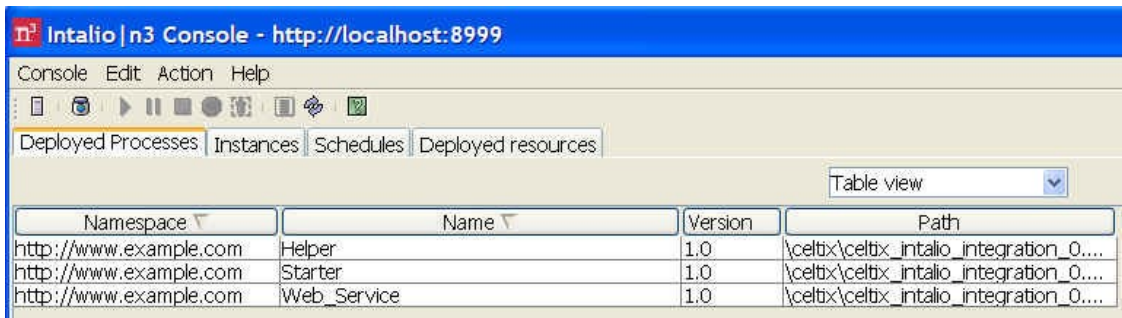 n³ Intalio|n3 Console - http://localhost:8999
Console Edit Action Help
Deployed Processes Instances Schedules Deployed resources
Table view
Namespace Name Version Path
http://www.example.com Helper 1.0 \celtix\celtix_intalio_integration_0....
http://www.example.com Starter 1.0 \celtix\celtix_intalio_integration_0....
http://www.example.com Web_Service 1.0 \celtix\celtix_intalio_integration_0....